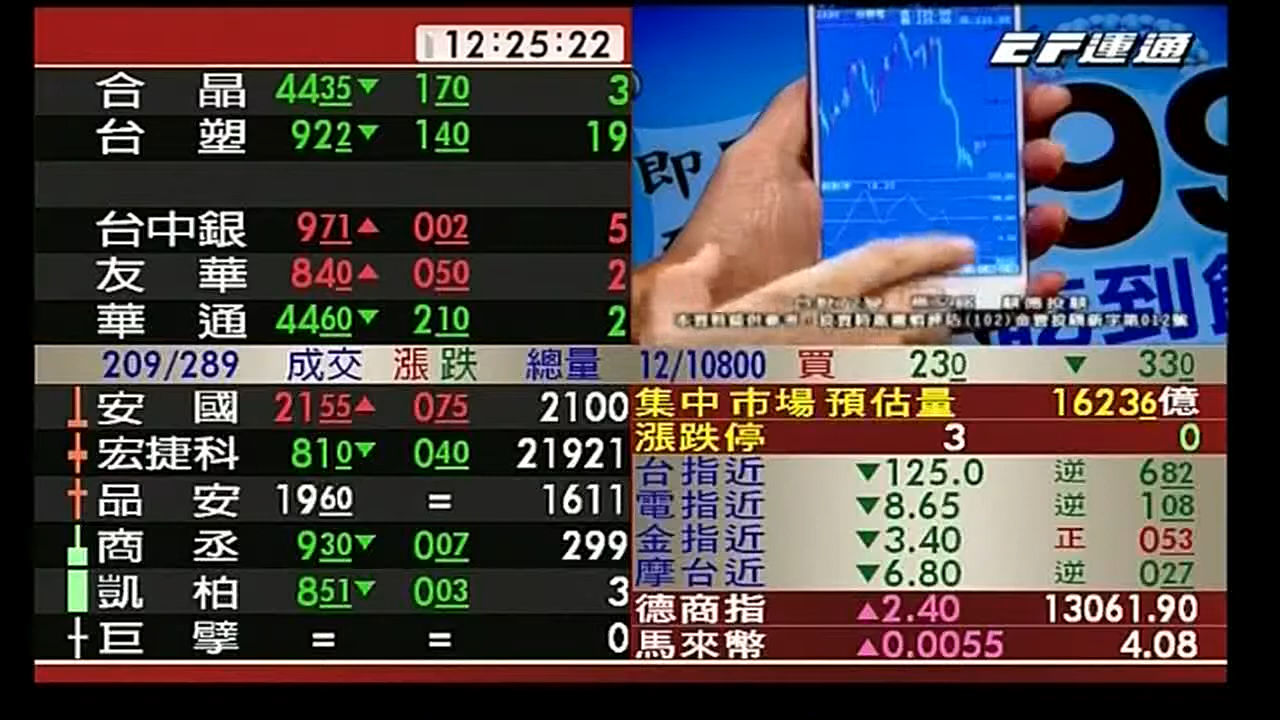 12:25:22
合晶 4435▼ 170 3
台塑 922▼ 140 19
台中銀 971▲ 002 5
友華 840▲ 050 2
華通 4460▼ 210 2
209/289 成交 漲跌 總量
安國 2155▲ 075 2100
宏捷科 810▼ 040 21921
品安 1960 = 1611
商丞 930▼ 007 299
凱柏 851▼ 003 3
巨擘 = = 0
EF運通
即
99
到
12/10800 買 230 ▼ 330
集中市場預估量 16236億
漲跌停 3 0
台指近 ▼125.0 逆 682
電指近 ▼8.65 逆 108
金指近 ▼3.40 正 053
摩台近 ▼6.80 逆 027
德商指 ▲2.40 13061.90
馬來幣 ▲0.0055 4.08